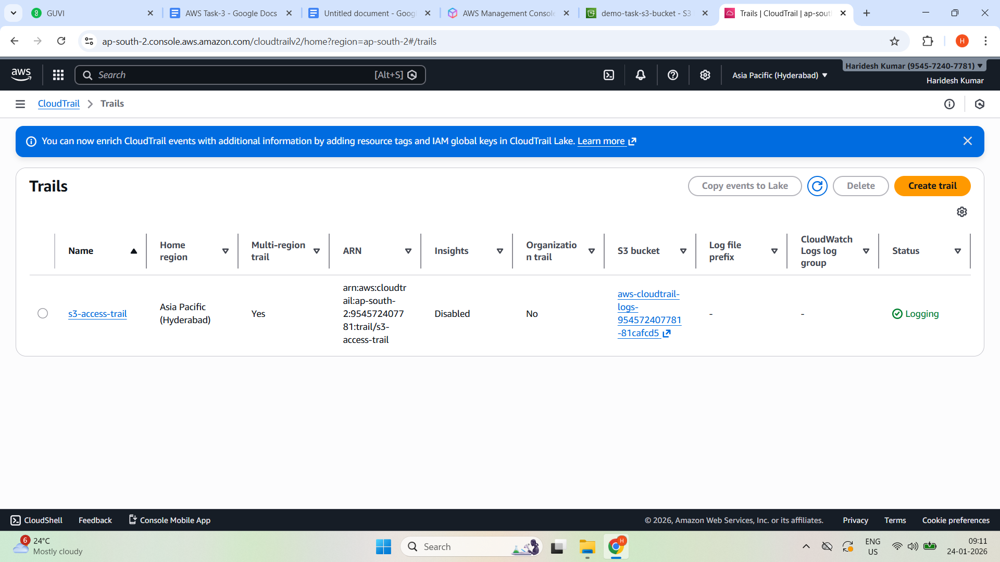 GUVI
AWS Task-3 - Google Docs
Untitled document - Goog
AWS Management Console
demo-task-s3-bucket - S3
Trails | CloudTrail | ap-sout
ap-south-2.console.aws.amazon.com/cloudtrailv2/home?region=ap-south-2#/trails
H
aws
Search
[Alt+S]
Asia Pacific (Hyderabad)
Haridesh Kumar (9545-7240-7781)
Haridesh Kumar
CloudTrail
Trails
You can now enrich CloudTrail events with additional information by adding resource tags and IAM global keys in CloudTrail Lake. Learn more
Trails
Copy events to Lake
Delete
Create trail
Name
Home
region
Multi-region
trail
ARN
Insights
Organizatio
n trail
S3 bucket
Log file
prefix
CloudWatch
Logs log
group
Status
s3-access-trail
Asia Pacific
(Hyderabad)
Yes
arn:aws:cloudtr
ail:ap-south-
2:9545724077
81:trail/s3-
access-trail
Disabled
No
aws-cloudtrail-
logs-
954572407781
-81cafcd5
-
-
Logging
CloudShell
Feedback
Console Mobile App
© 2026, Amazon Web Services, Inc. or its affiliates.
Privacy
Terms
Cookie preferences
6
24°C
Mostly cloudy
Search
H
ENG
US
09:11
24-01-2026